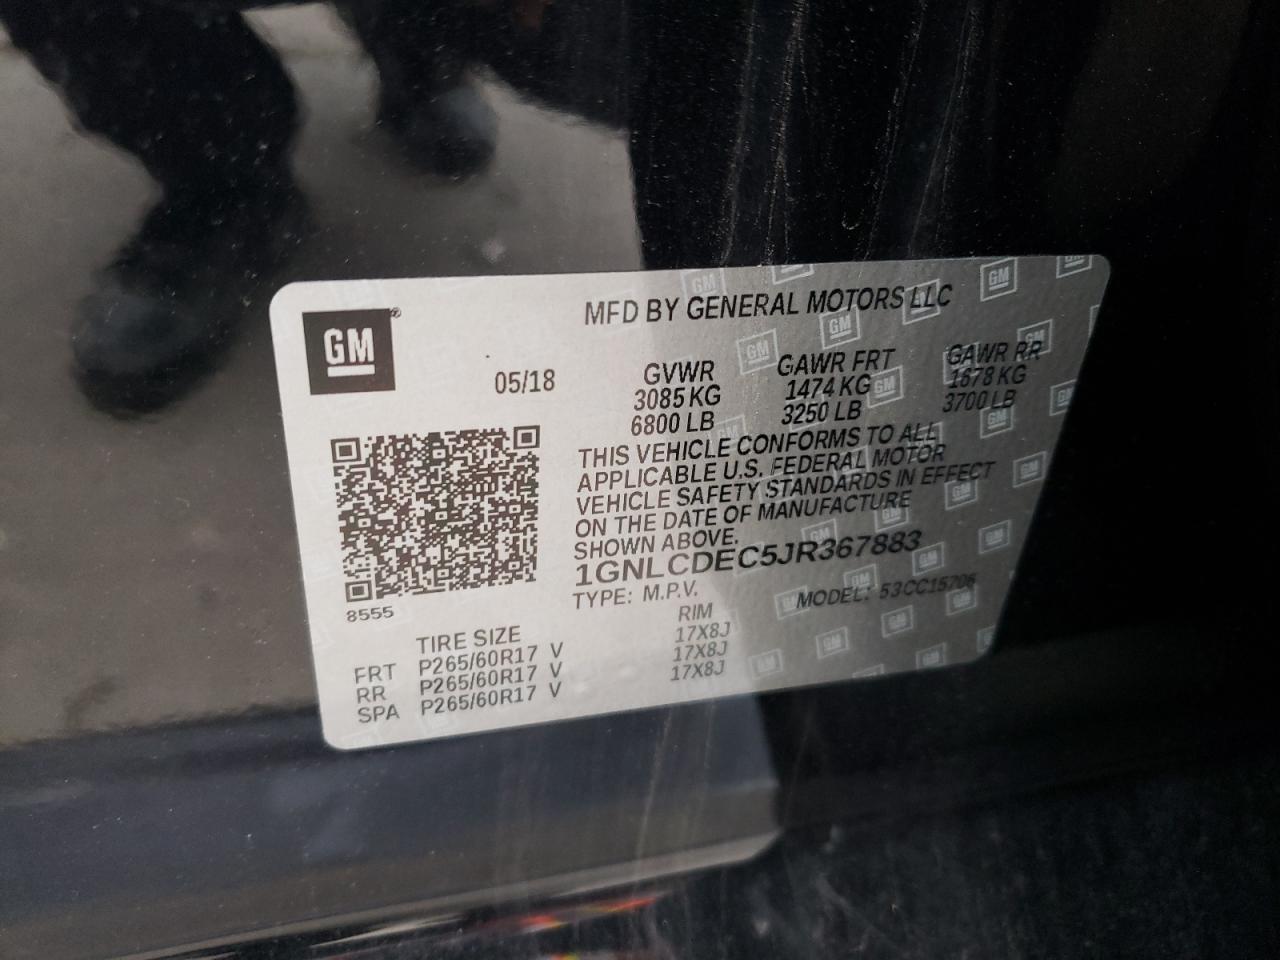 GM®
MFD BY GENERAL MOTORS LLC
05/18
GVWR GAWR FRT GAWR RR
3085 KG 1474 KG 1678 KG
6800 LB 3250 LB 3700 LB
THIS VEHICLE CONFORMS TO ALL
APPLICABLE U.S. FEDERAL MOTOR
VEHICLE SAFETY STANDARDS IN EFFECT
ON THE DATE OF MANUFACTURE
SHOWN ABOVE.
1GNLCDEC5JR367883
TYPE: M.P.V. MODEL: 53CC15706
8555
TIRE SIZE RIM
FRT P265/60R17 V 17X8J
RR P265/60R17 V 17X8J
SPA P265/60R17 V 17X8J